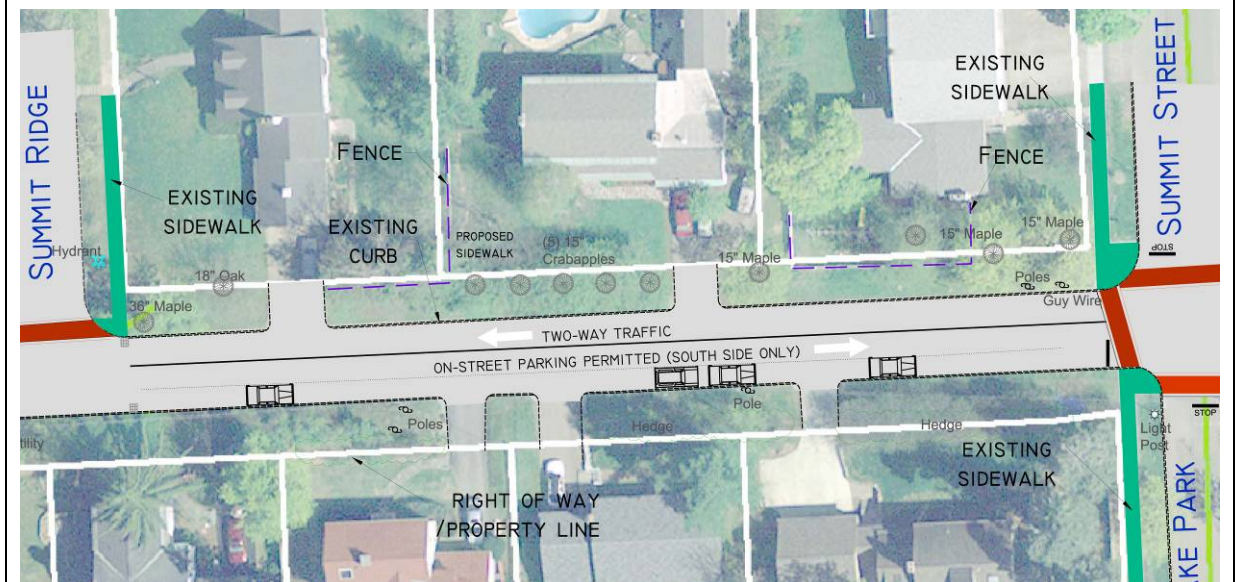 SUMMIT RIDGE
EXISTING
SIDEWALK
Hydrant
18" Oak
36" Maple
FENCE
EXISTING
CURB
PROPOSED
SIDEWALK
(5) 15"
Crabapples
15" Maple
EXISTING
SIDEWALK
FENCE
15" Maple
15" Maple
Poles
Guy Wire
SUMMIT STREET
STOP
TWO-WAY TRAFFIC
ON-STREET PARKING PERMITTED (SOUTH SIDE ONLY)
tility
Poles
Hedge
Pole
Hedge
Light
Post
STOP
RIGHT OF WAY
/PROPERTY LINE
EXISTING
SIDEWALK
KE PARK